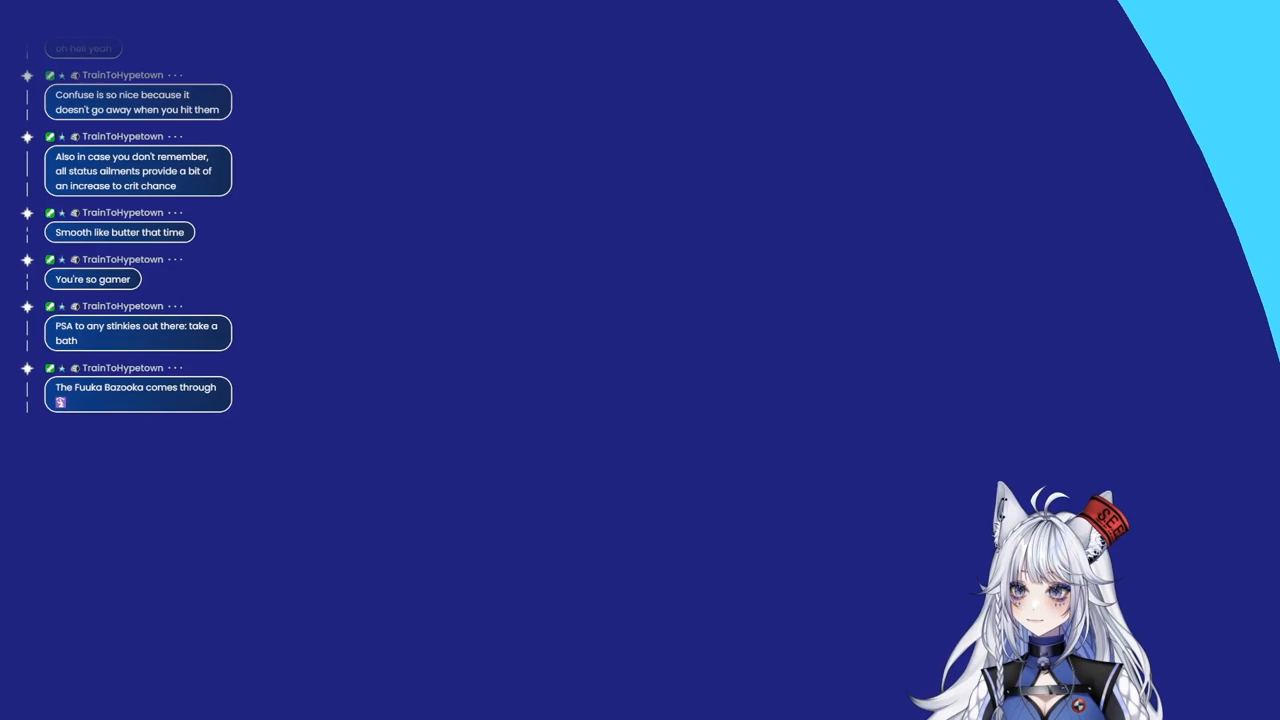 oh hell yeah
TrainToHypetown
Confuse is so nice because it
doesn't go away when you hit them
TrainToHypetown
Also in case you don't remember,
all status ailments provide a bit of
an increase to crit chance
TrainToHypetown
Smooth like butter that time
TrainToHypetown
You're so gamer
TrainToHypetown
PSA to any stinkies out there: take a
bath
TrainToHypetown
The Fuuka Bazooka comes through
S.E.E